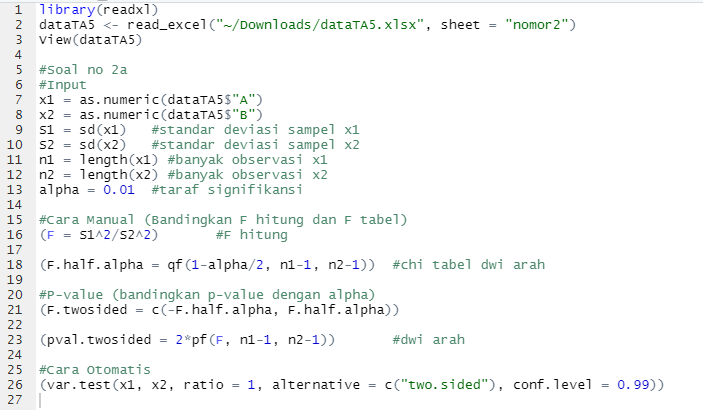 1 library(readxl)
2 dataTA5 <- read_excel("~/Downloads/dataTA5.xlsx", sheet = "nomor2")
3 View(dataTA5)
4
5 #Soal no 2a
6 #Input
7 x1 = as.numeric(dataTA5$"A")
8 x2 = as.numeric(dataTA5$"B")
9 S1 = sd(x1)   #standar deviasi sampel x1
10 S2 = sd(x2)   #standar deviasi sampel x2
11 n1 = length(x1) #banyak observasi x1
12 n2 = length(x2) #banyak observasi x2
13 alpha = 0.01  #taraf signifikansi
14
15 #Cara Manual (Bandingkan F hitung dan F tabel)
16 (F = S1^2/S2^2)       #F hitung
17
18 (F.half.alpha = qf(1-alpha/2, n1-1, n2-1))  #chi tabel dwi arah
19
20 #P-value (bandingkan p-value dengan alpha)
21 (F.twosided = c(-F.half.alpha, F.half.alpha))
22
23 (pval.twosided = 2*pf(F, n1-1, n2-1))       #dwi arah
24
25 #Cara Otomatis
26 (var.test(x1, x2, ratio = 1, alternative = c("two.sided"), conf.level = 0.99))
27